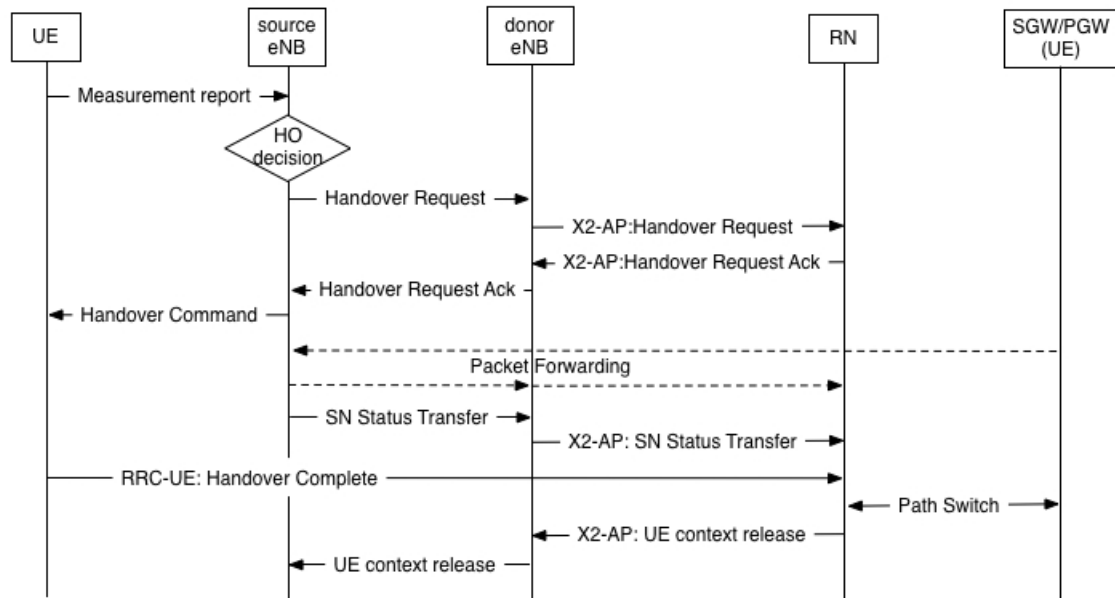 UE
source
eNB
donor
eNB
RN
SGW/PGW
(UE)
Measurement report
HO
decision
Handover Request
X2-AP:Handover Request
X2-AP:Handover Request Ack
Handover Request Ack
Handover Command
Packet Forwarding
SN Status Transfer
X2-AP: SN Status Transfer
RRC-UE: Handover Complete
Path Switch
X2-AP: UE context release
UE context release